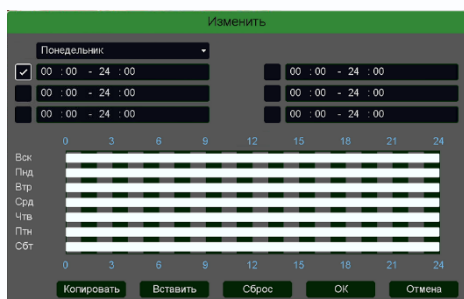 Изменить
Понедельник
00 : 00 - 24 : 00 00 : 00 - 24 : 00
00 : 00 - 24 : 00 00 : 00 - 24 : 00
00 : 00 - 24 : 00 00 : 00 - 24 : 00
0 3 6 9 12 15 18 21 24
Вск
Пнд
Втр
Срд
Чтв
Птн
Сбт
0 3 6 9 12 15 18 21 24
Копировать Вставить Сброс ОК Отмена